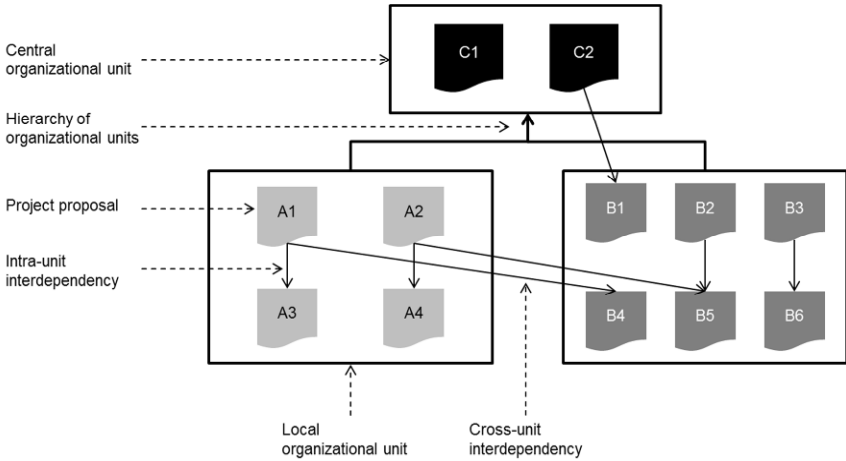 C1 C2
Central
organizational unit
Hierarchy of
organizational units
Project proposal
A1 A2 B1 B2 B3
Intra-unit
interdependency
A3 A4 B4 B5 B6
Local
organizational unit
Cross-unit
interdependency